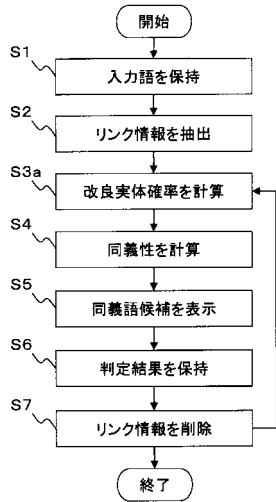 開始
S1
入力語を保持
S2
リンク情報を抽出
S3a
改良実体確率を計算
S4
同義性を計算
S5
同義語候補を表示
S6
判定結果を保持
S7
リンク情報を削除
終了